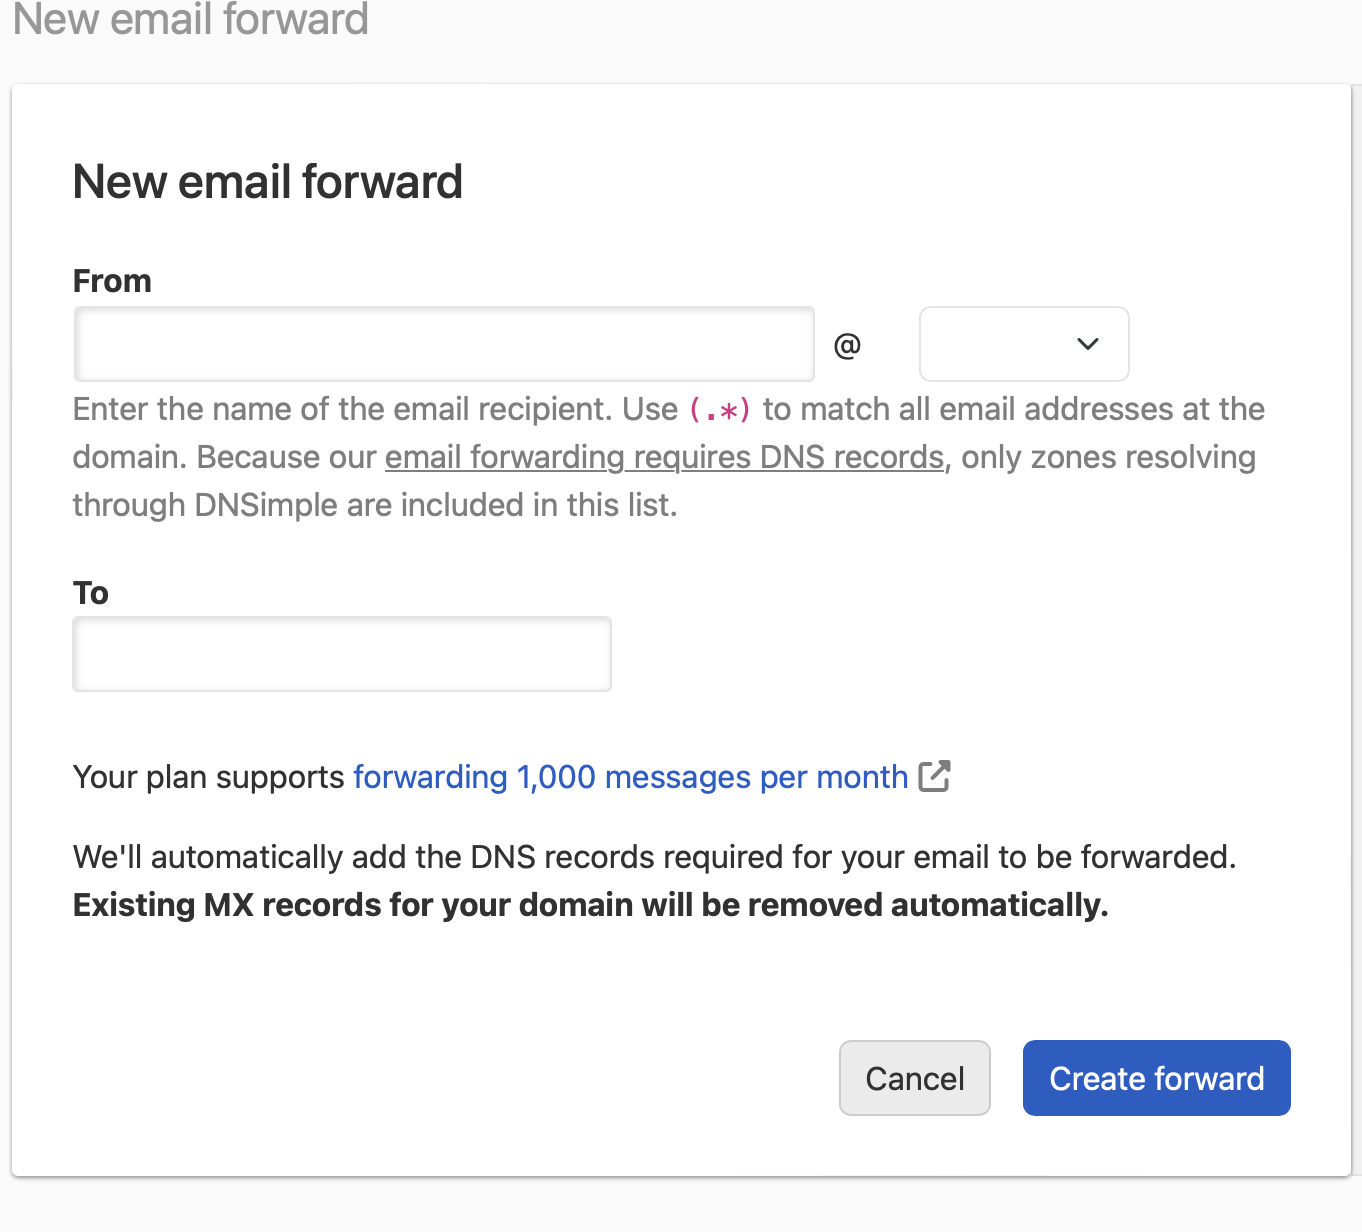 New email forward
New email forward
From
@
Enter the name of the email recipient. Use (.*) to match all email addresses at the
domain. Because our email forwarding requires DNS records, only zones resolving
through DNSimple are included in this list.
To
Your plan supports forwarding 1,000 messages per month
We'll automatically add the DNS records required for your email to be forwarded.
Existing MX records for your domain will be removed automatically.
Cancel Create forward